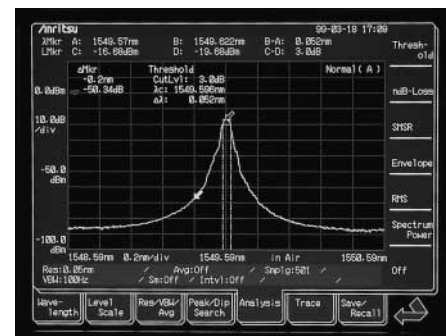 Anritsu 99-03-18 17:09
λMkr A: 1549.57nm B: 1549.622nm B-A: 0.052nm
LMkr C: -16.68dBm D: -19.68dBm C-D: 3.0dB
Thresh-
old
ΔMkr Threshold Normal( A )
-0.2nm CutLvl: 3.0dB
-50.34dB λc: 1549.596nm
Δλ: 0.052nm
0.0dBm
ndB-Loss
10.0dB
/div
SMSR
-50.0
dBm
Envelope
RMS
Spectrum
Power
-100.0
dBm
1548.59nm 0.2nm/div 1549.59nm in Air 1550.59nm
Res:0.05nm / Avg:Off / Smplg:501 /
VBW:100Hz / Sm:Off / Intvl:Off /
Off
Wave-
length
Level
Scale
Res/VBW/
Avg
Peak/Dip
Search
Analysis
Trace
Save/
Recall